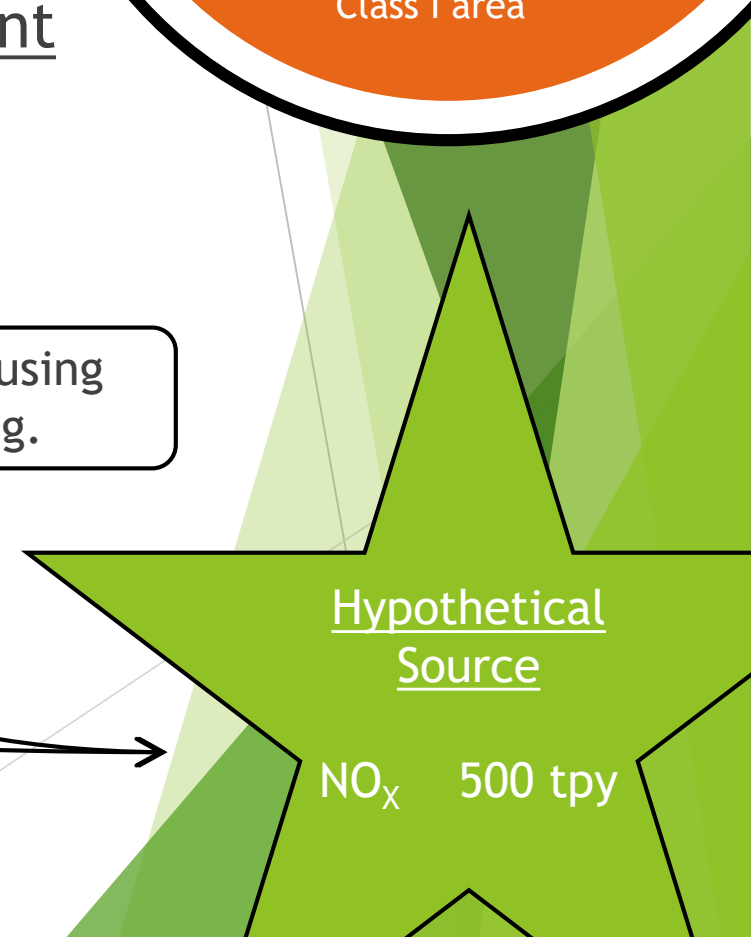 nt
Class I area
using
g.
Hypothetical
Source
NOX 500 tpy